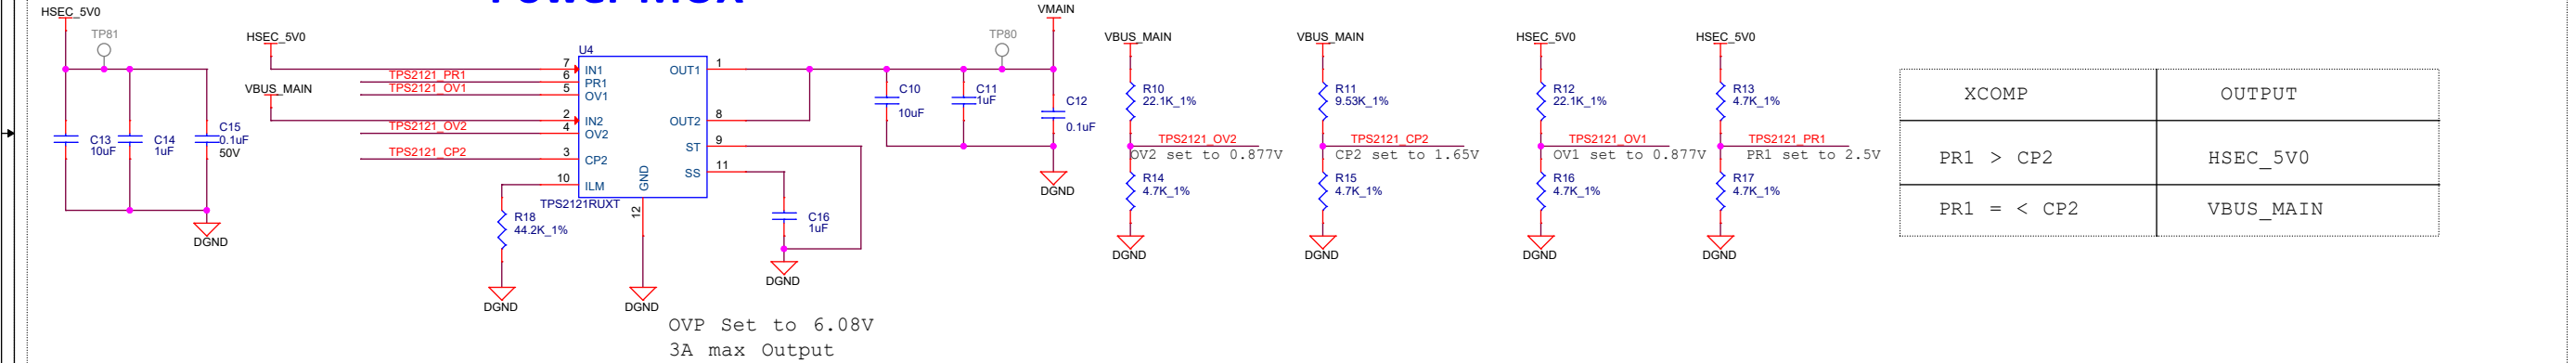 Power MUX
HSEC_5V0
TP81
C13
10uF
C14
1uF
C15
0.1uF
50V
DGND
HSEC_5V0
TPS2121_PR1
TPS2121_OV1
VBUS_MAIN
TPS2121_OV2
TPS2121_CP2
U4
7
6
5
2
4
3
10
IN1
PR1
OV1
IN2
OV2
CP2
ILM
GND
12
OUT1
OUT2
ST
SS
1
8
9
11
TPS2121RUXT
R18
44.2K_1%
DGND
DGND
C16
1uF
DGND
TP80
VMAIN
C10
10uF
C11
1uF
C12
0.1uF
DGND
OVP Set to 6.08V
3A max Output
VBUS_MAIN
R10
22.1K_1%
TPS2121_OV2
OV2 set to 0.877V
R14
4.7K_1%
DGND
VBUS_MAIN
R11
9.53K_1%
TPS2121_CP2
CP2 set to 1.65V
R15
4.7K_1%
DGND
HSEC_5V0
R12
22.1K_1%
TPS2121_OV1
OV1 set to 0.877V
R16
4.7K_1%
DGND
HSEC_5V0
R13
4.7K_1%
TPS2121_PR1
PR1 set to 2.5V
R17
4.7K_1%
DGND
XCOMP OUTPUT
PR1 > CP2 HSEC_5V0
PR1 = < CP2 VBUS_MAIN